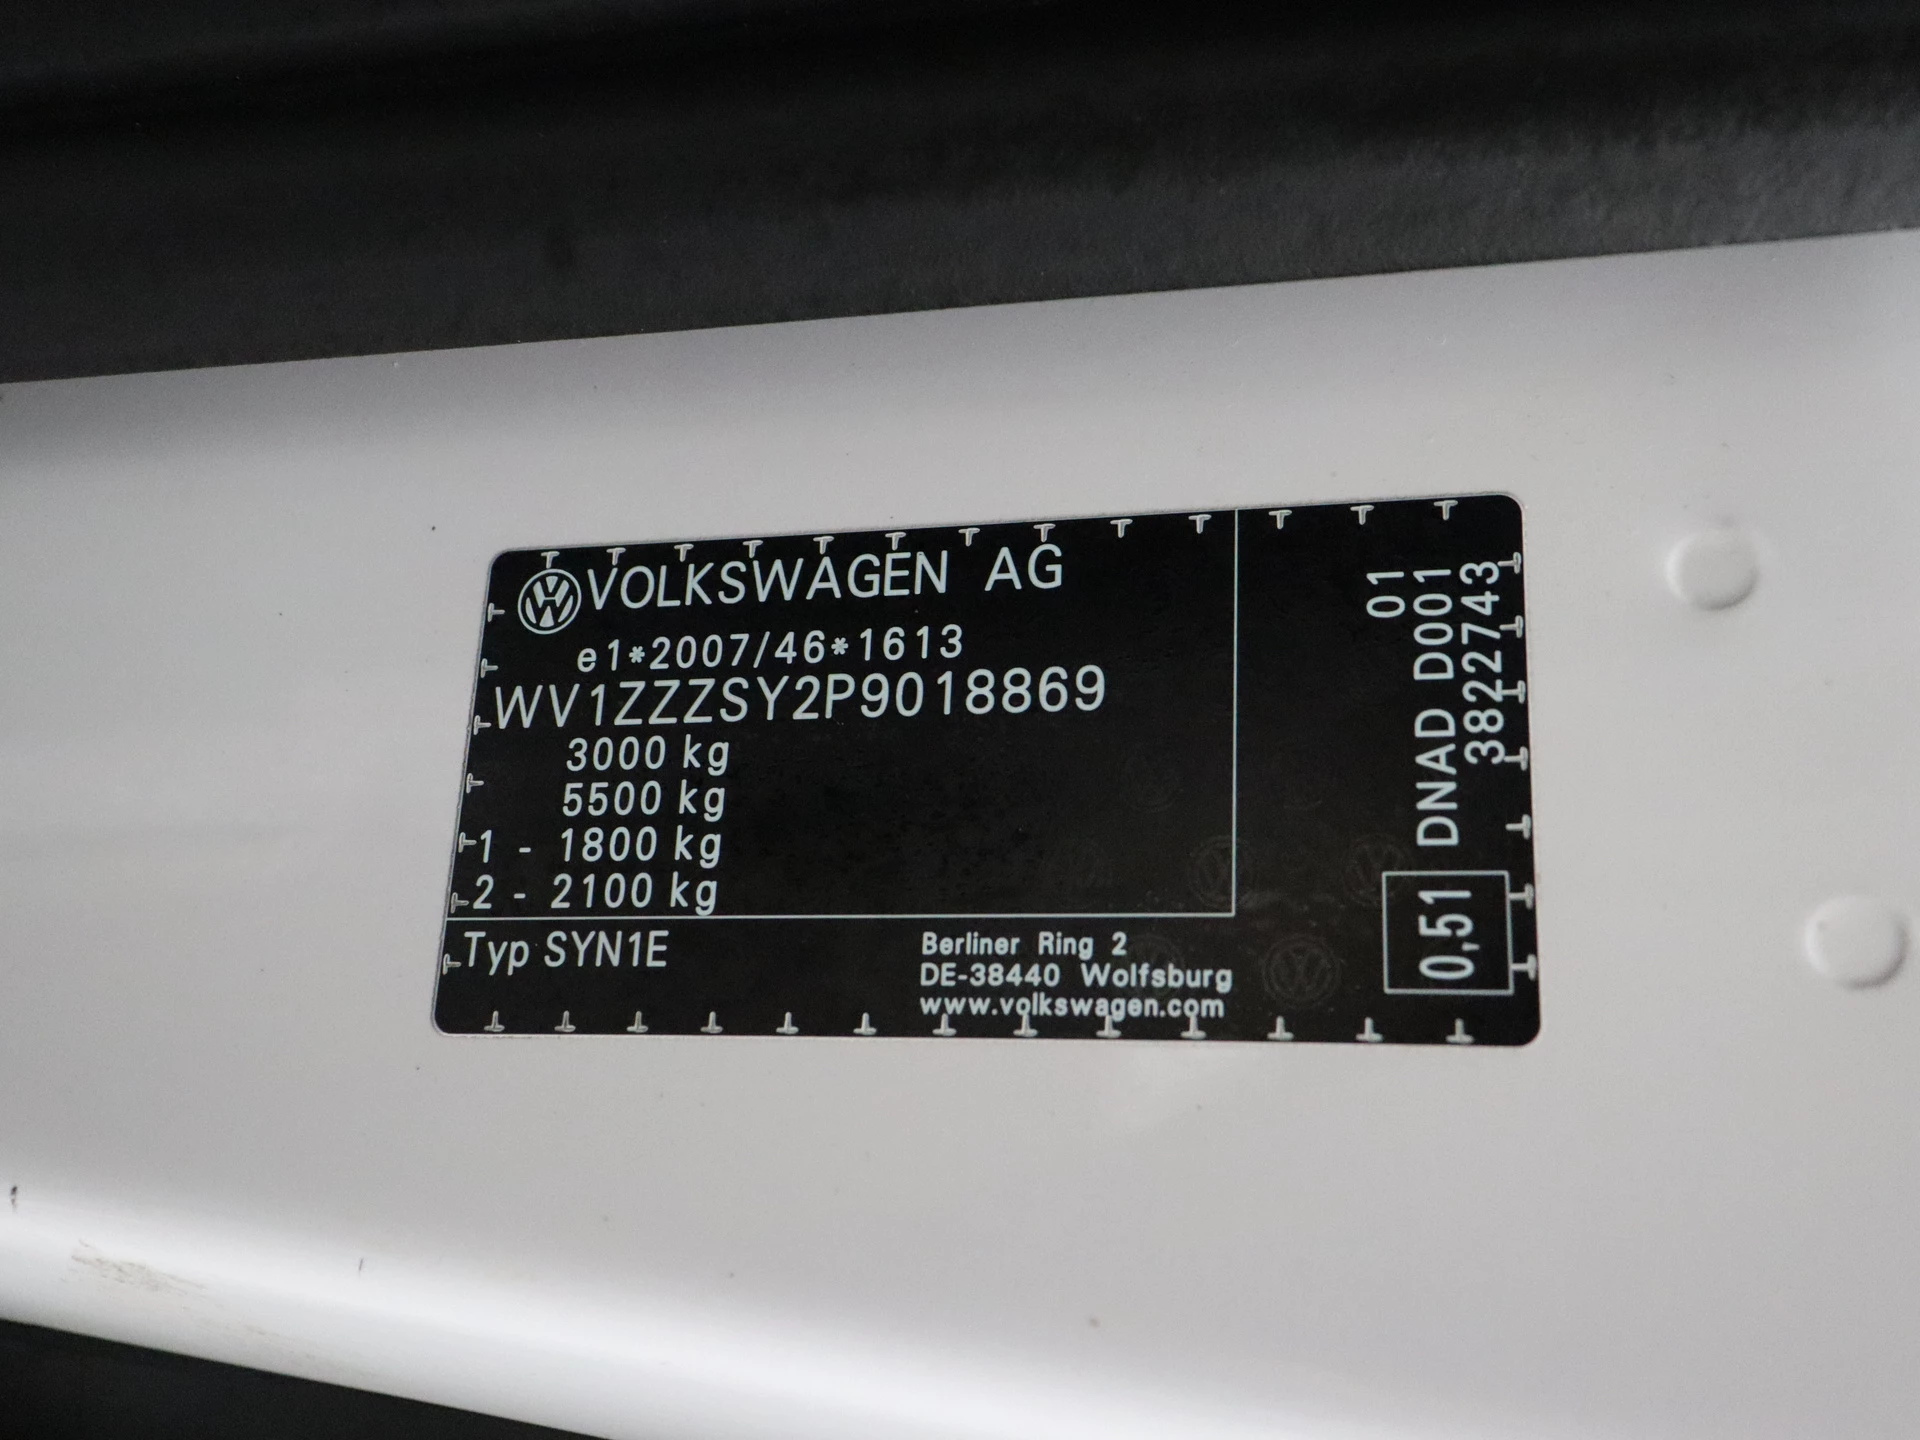 VOLKSWAGEN AG
e1*2007/46*1613
WV1ZZZSY2P9018869
3000 kg
5500 kg
1 - 1800 kg
2 - 2100 kg
Typ SYN1E
Berliner Ring 2
DE-38440 Wolfsburg
www.volkswagen.com
01
DNAD D001
3822743
0,51